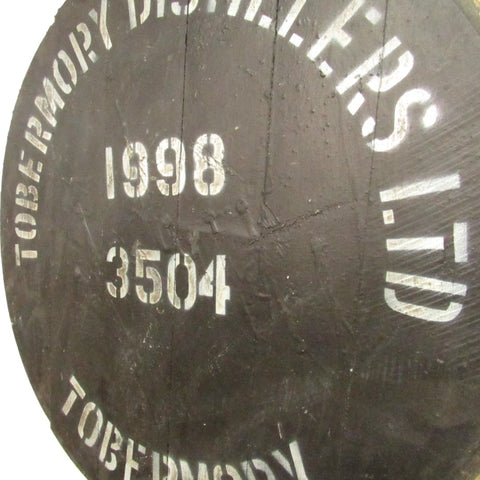 TOBERMORY DISTILLERS LTD
1998
3504
TOBERMORY